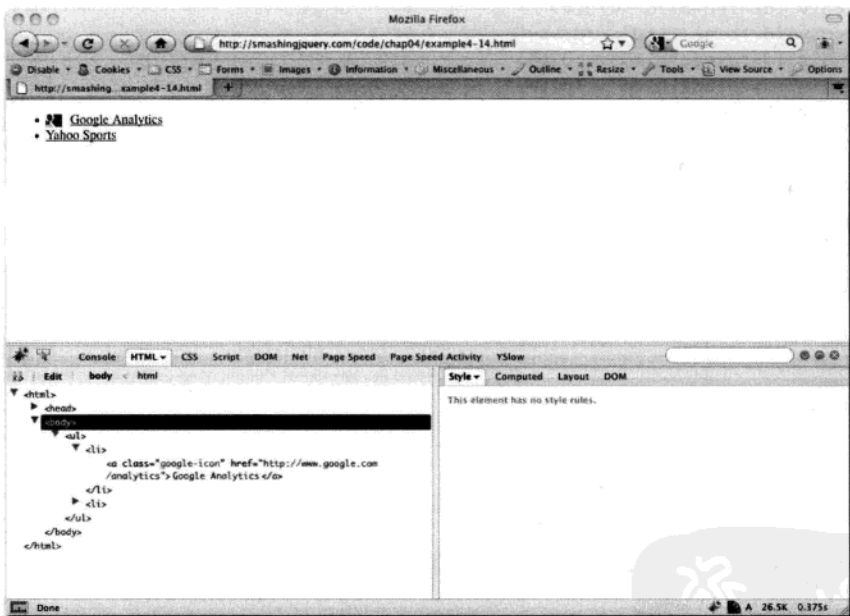 Mozilla Firefox
http://smashingjquery.com/code/chap04/example4-14.html
Google
Disable Cookies CSS Forms Images Information Miscellaneous Outline Resize Tools View Source Options
http://smashing...xample4-14.html
Google Analytics
Yahoo Sports
Console HTML CSS Script DOM Net Page Speed Page Speed Activity YSlow
Edit body < html
Style Computed Layout DOM
This element has no style rules.
<html>
<head>
<body>
<ul>
<li>
<a class="google-icon" href="http://www.google.com
/analytics">Google Analytics</a>
</li>
<li>
</ul>
</body>
</html>
Done
A 26.5K 0.375s